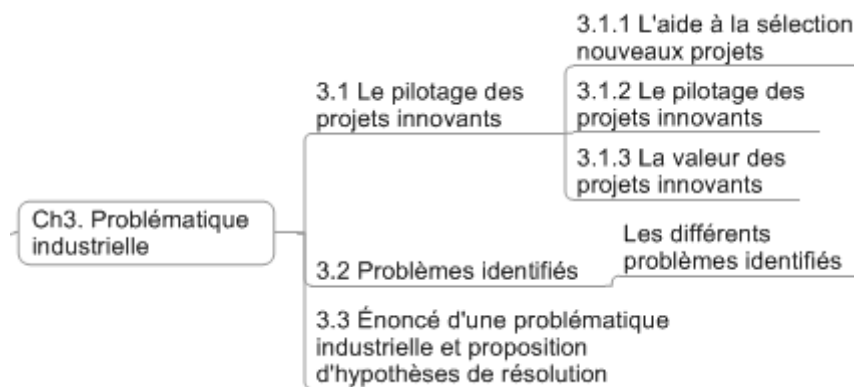 3.1.1 L'aide à la sélection
nouveaux projets
3.1 Le pilotage des
projets innovants
3.1.2 Le pilotage des
projets innovants
3.1.3 La valeur des
projets innovants
Ch3. Problématique
industrielle
3.2 Problèmes identifiés
Les différents
problèmes identifiés
3.3 Énoncé d'une problématique
industrielle et proposition
d'hypothèses de résolution